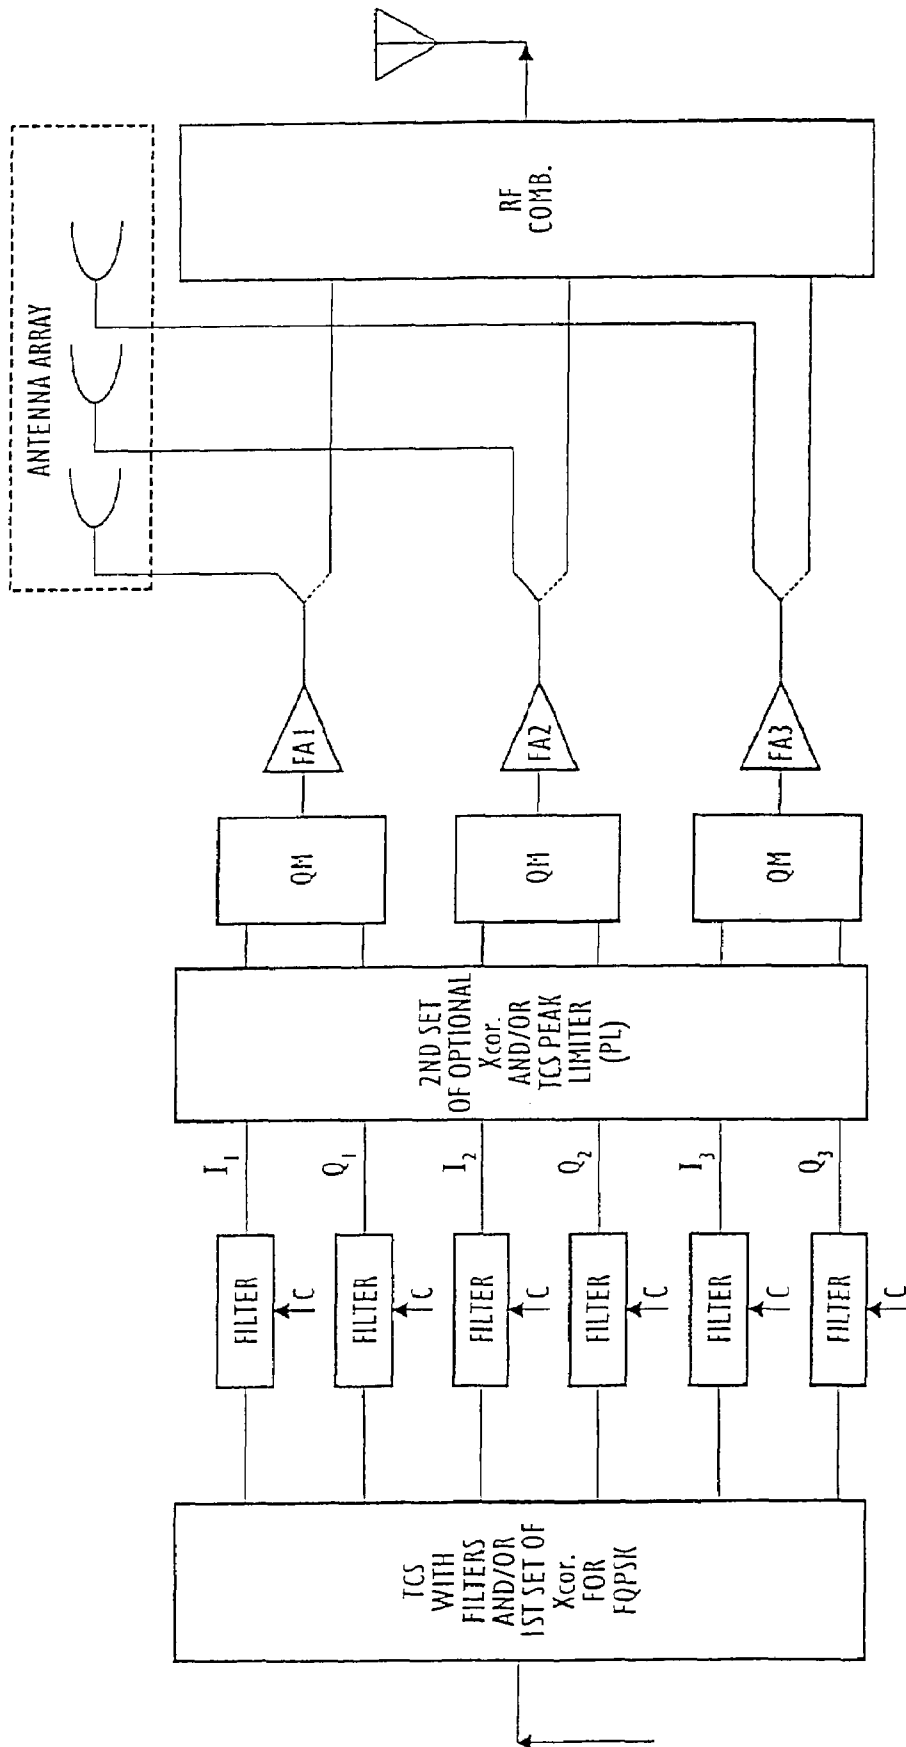 TCS
WITH
FILTERS
AND/OR
1ST SET OF
Xcor.
FOR
FQPSK
FILTER
C
FILTER
C
FILTER
C
FILTER
C
FILTER
C
FILTER
C
I1
Q1
I2
Q2
I3
Q3
2ND SET
OF OPTIONAL
Xcor.
AND/OR
TCS PEAK
LIMITER
(PL)
QM
QM
QM
FA1
FA2
FA3
ANTENNA ARRAY
RF
COMB.